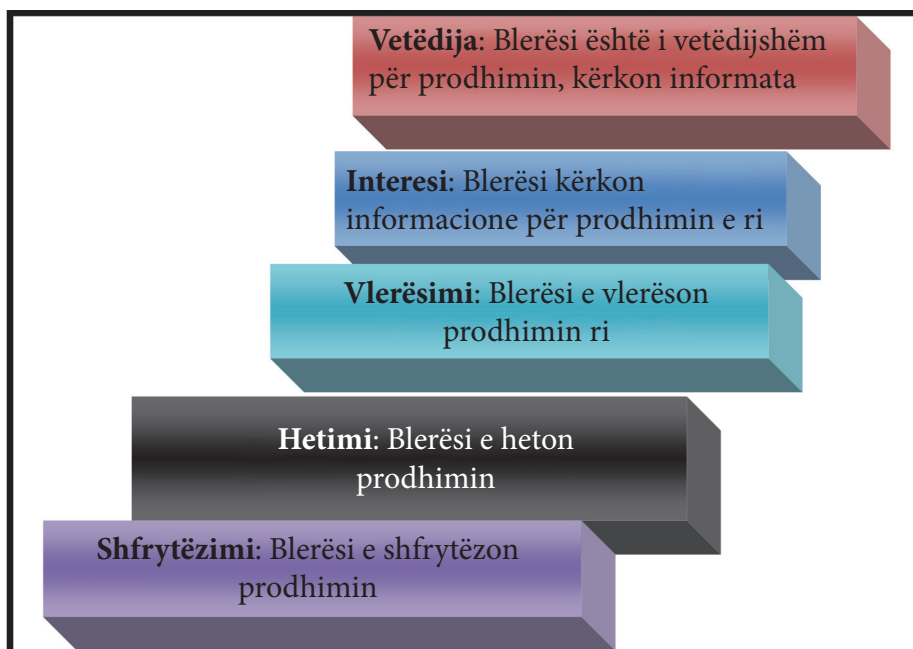 Vetëdija: Blerësi është i vetëdijshëm
për prodhimin, kërkon informata
Interesi: Blerësi kërkon
informacione për prodhimin e ri
Vlerësimi: Blerësi e vlerëson
prodhimin ri
Hetimi: Blerësi e heton
prodhimin
Shfrytëzimi: Blerësi e shfrytëzon
prodhimin